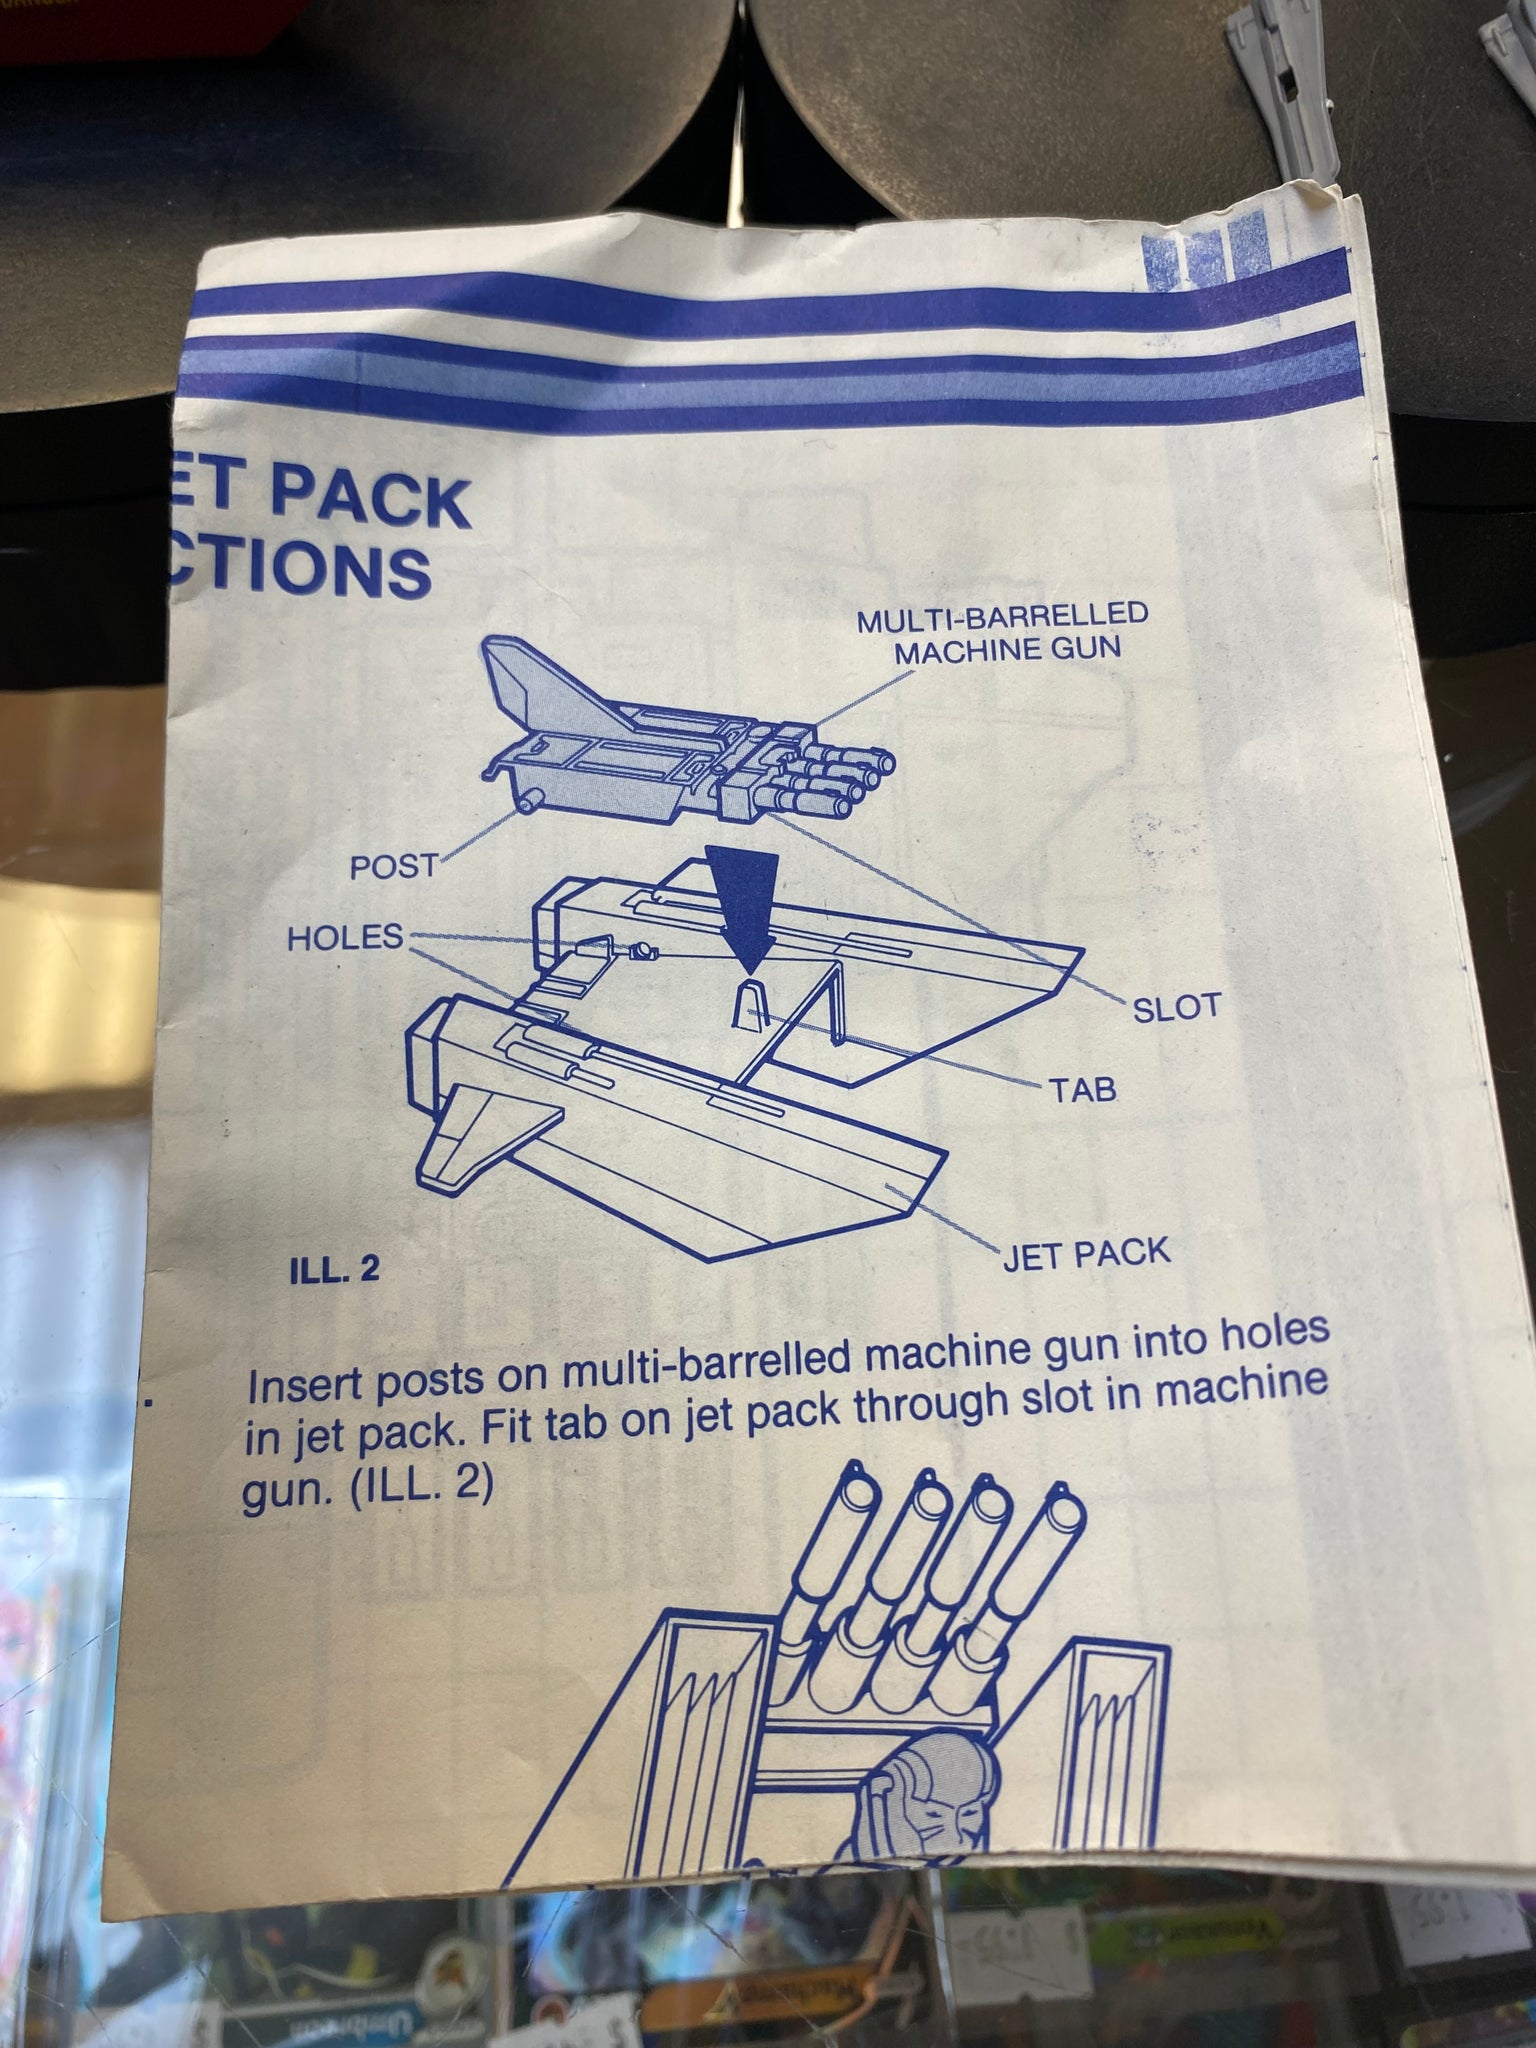 DANGER
ET PACK
CTIONS
MULTI-BARRELLED
MACHINE GUN
POST
HOLES
SLOT
TAB
JET PACK
ILL. 2
Insert posts on multi-barrelled machine gun into holes
in jet pack. Fit tab on jet pack through slot in machine
gun. (ILL. 2)
Umbreon